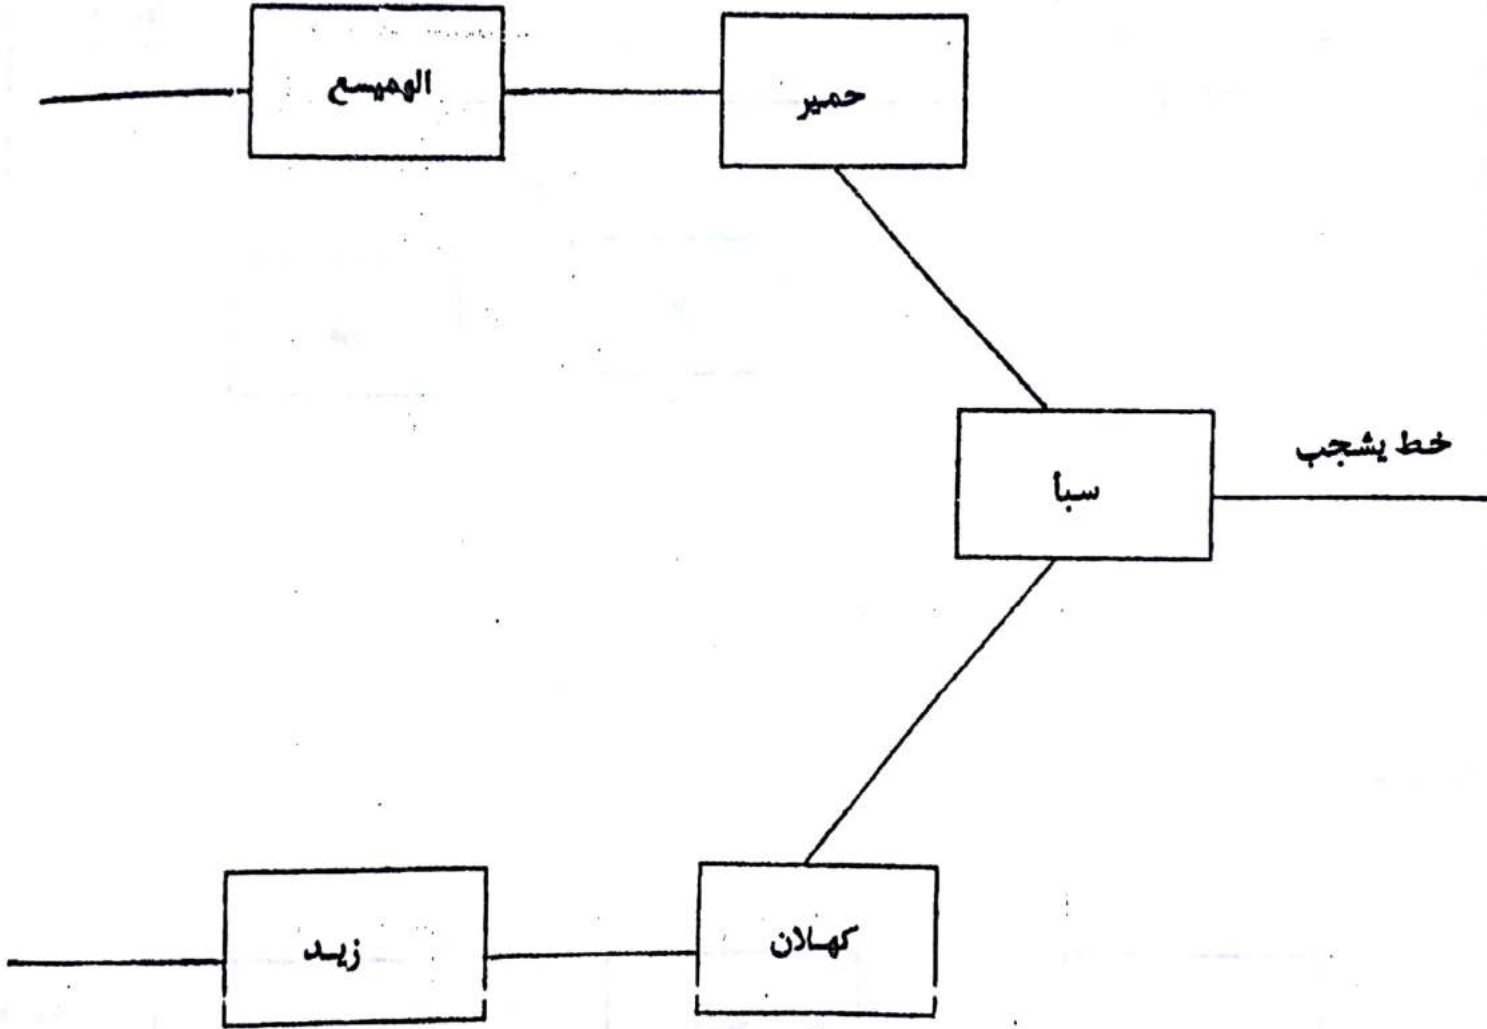 حمير
الهميسع
خط يشجب
سبأ
كهلان
زيد